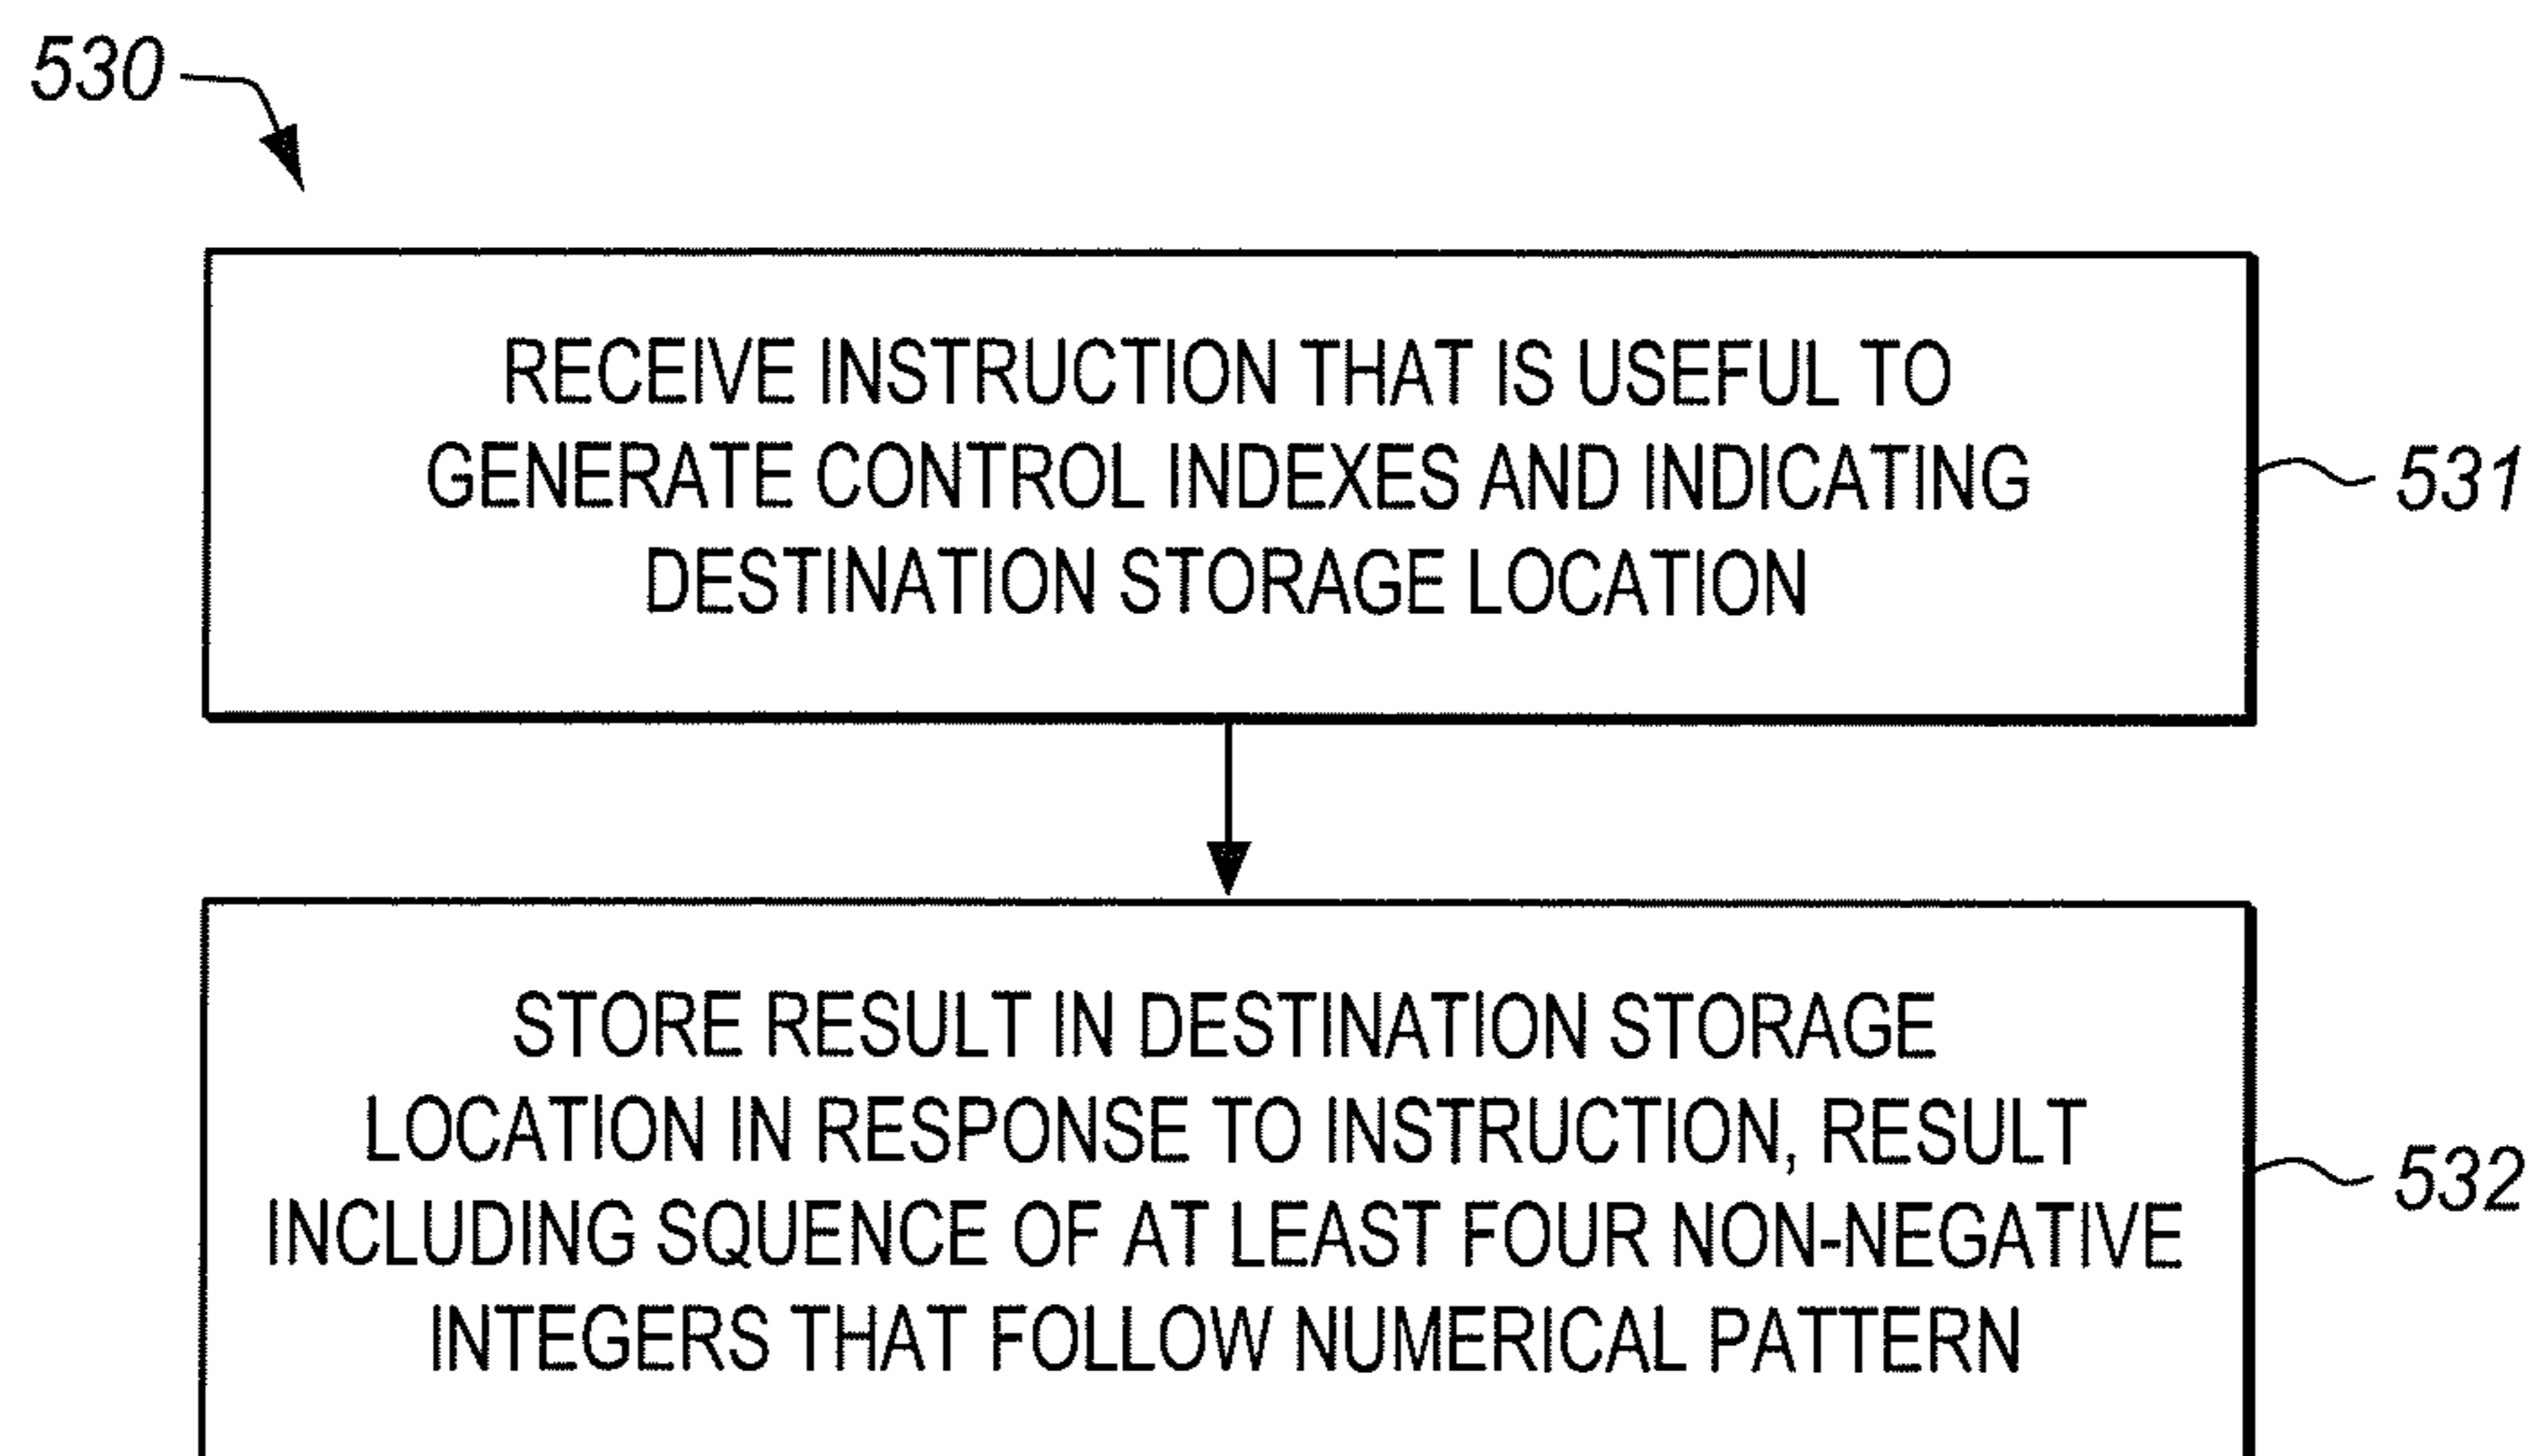 530
RECEIVE INSTRUCTION THAT IS USEFUL TO
GENERATE CONTROL INDEXES AND INDICATING
DESTINATION STORAGE LOCATION
531
STORE RESULT IN DESTINATION STORAGE
LOCATION IN RESPONSE TO INSTRUCTION, RESULT
INCLUDING SQUENCE OF AT LEAST FOUR NON-NEGATIVE
INTEGERS THAT FOLLOW NUMERICAL PATTERN
532